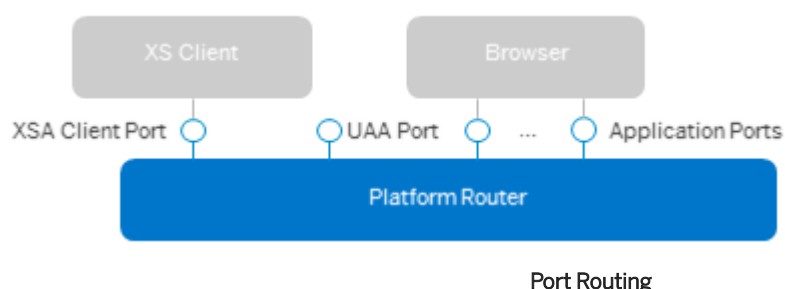 XS Client
Browser
XSA Client Port
UAA Port
...
Application Ports
Platform Router
Port Routing